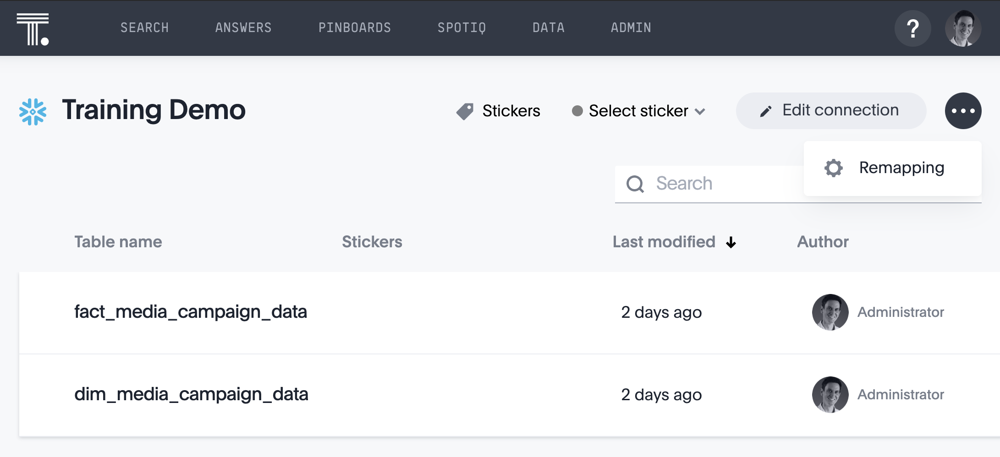 T.
SEARCH ANSWERS PINBOARDS SPOTIQ DATA ADMIN ?
Training Demo Stickers Select sticker Edit connection
Remapping
Search
Table name Stickers Last modified ↓ Author
fact_media_campaign_data 2 days ago Administrator
dim_media_campaign_data 2 days ago Administrator